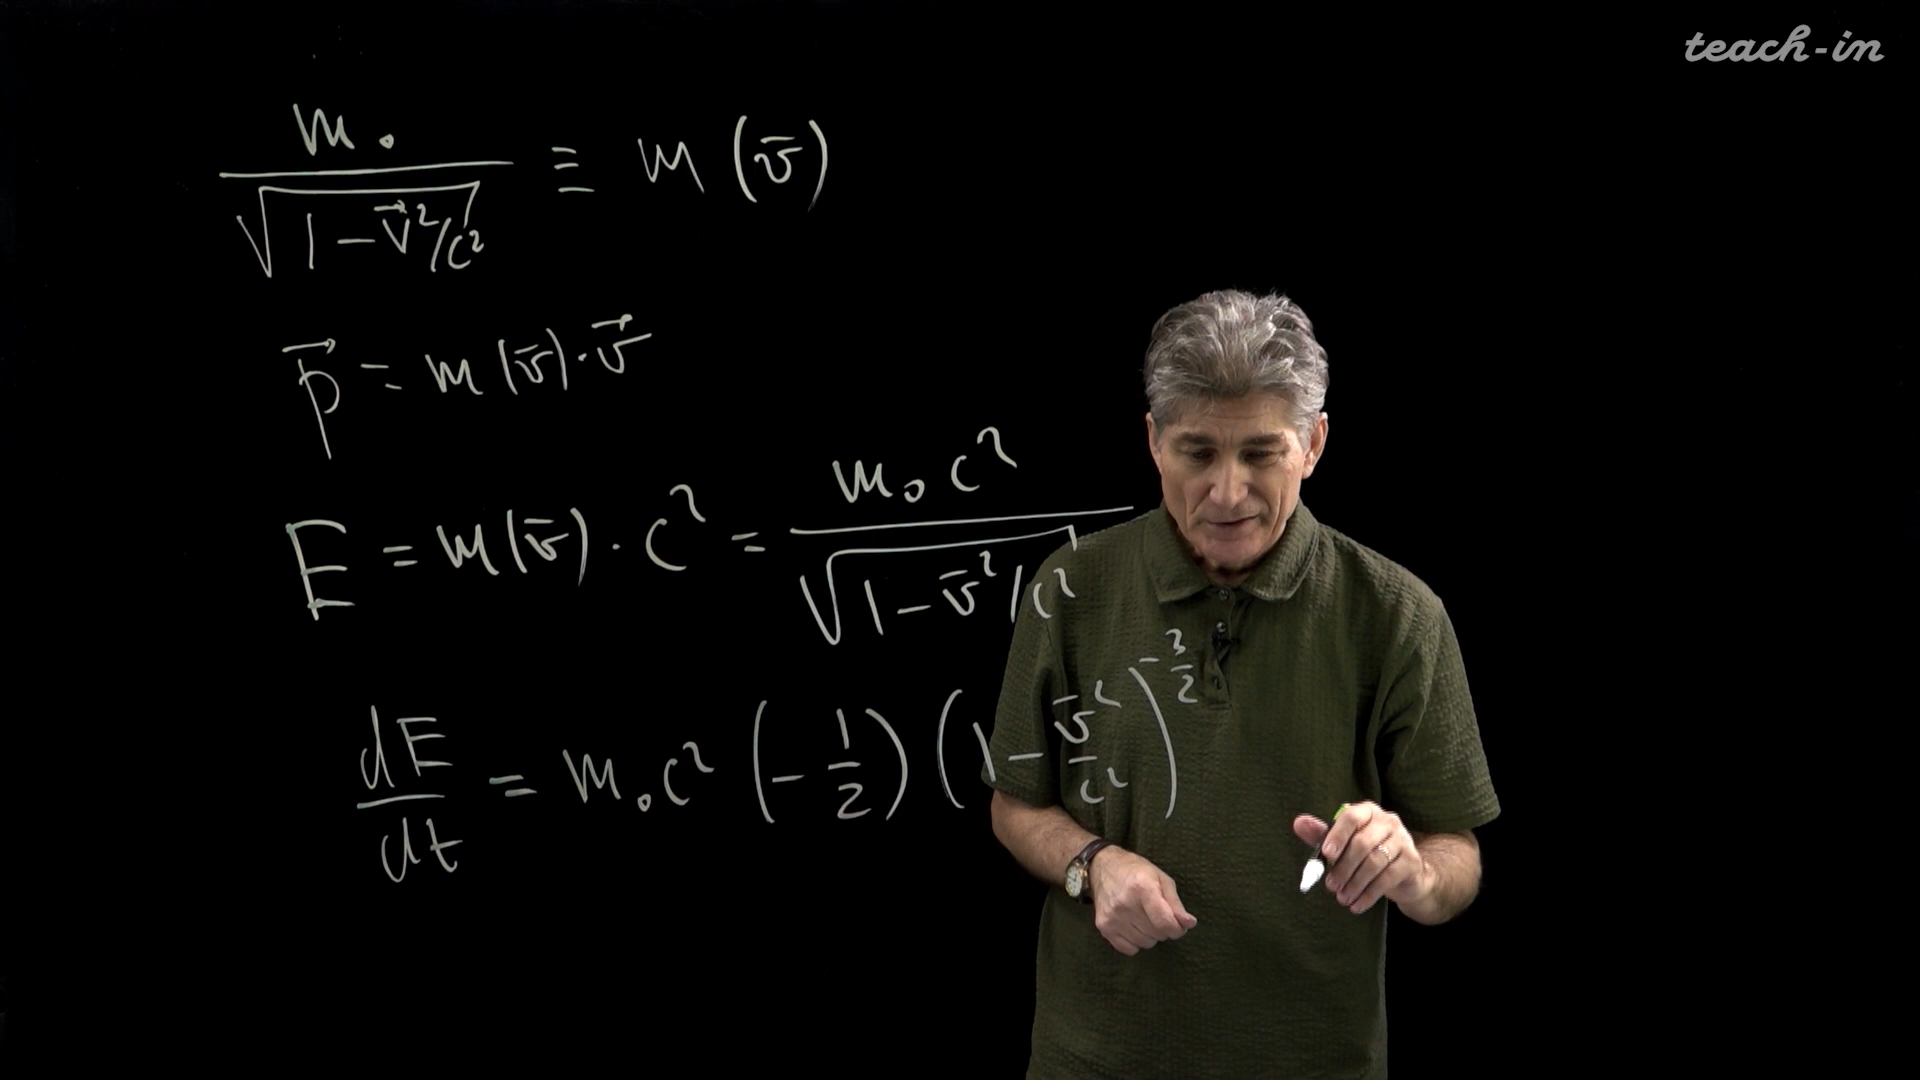 teach-in
m₀ / √(1 - v⃗²/c²) ≡ m(v̄)
p⃗ = m(v̄)·v⃗
E = m(v̄)·c² = m₀c² / √(1 - v̄²/c²)
dE/dt = m₀c² (-1/2) (1 - v̄²/c²)^(-3/2)